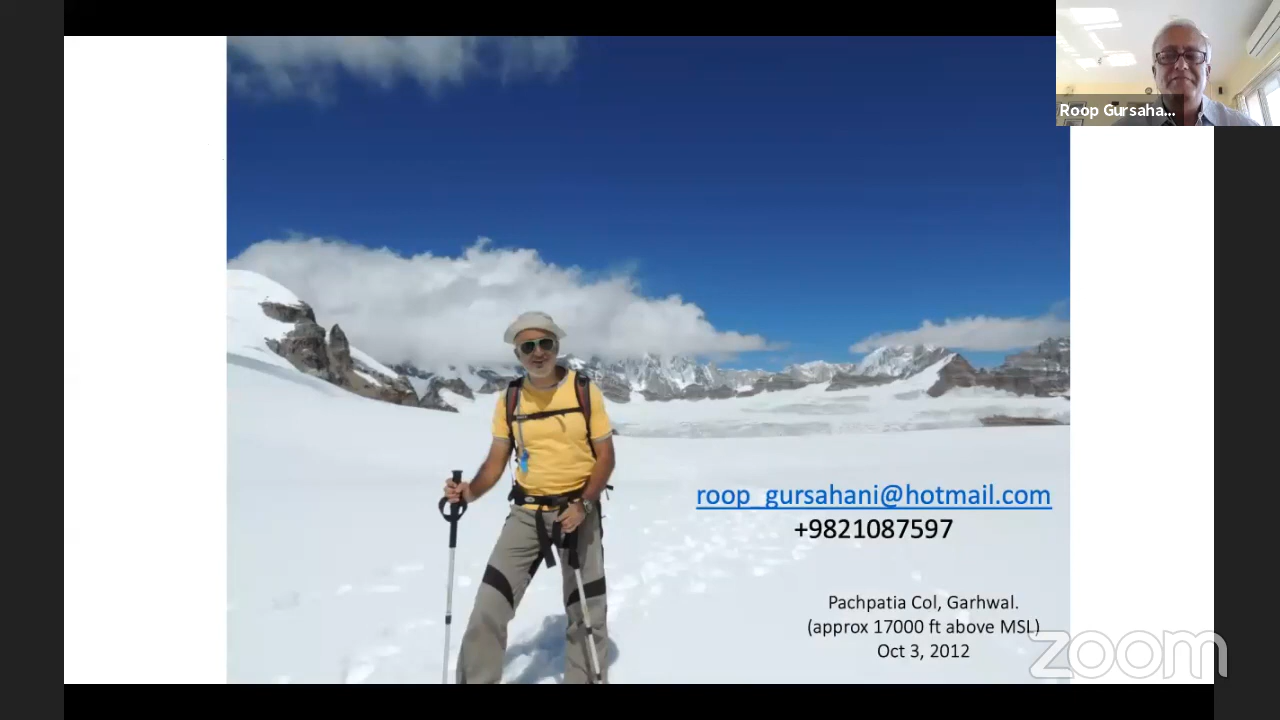 Roop Gursaha...
roop_gursahani@hotmail.com
+9821087597
Pachpatia Col, Garhwal.
(approx 17000 ft above MSL)
Oct 3, 2012
zoom